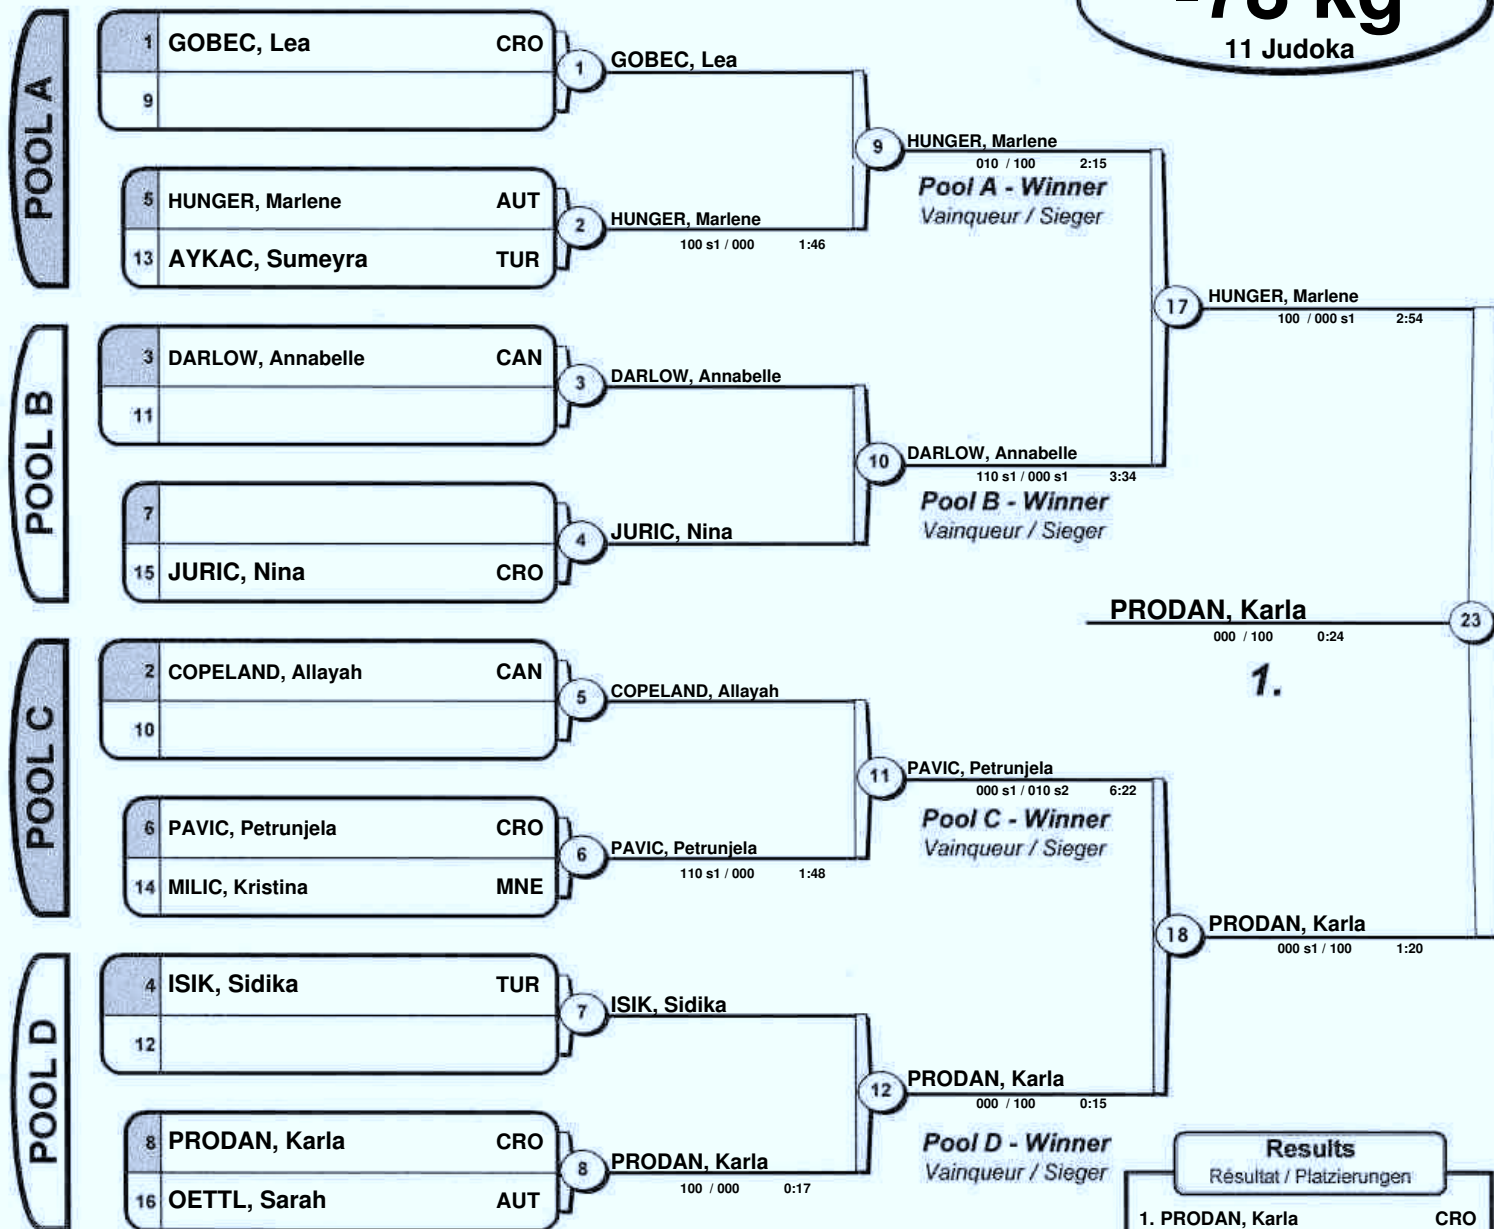 -78 kg
11 Judoka
POOL A
1 GOBEC, Lea CRO
9
1 GOBEC, Lea
5 HUNGER, Marlene AUT
13 AYKAC, Sumeyra TUR
2 HUNGER, Marlene
100 s1 / 000 1:46
9 HUNGER, Marlene
010 / 100 2:15
Pool A - Winner
Vainqueur / Sieger
POOL B
3 DARLOW, Annabelle CAN
11
3 DARLOW, Annabelle
7
15 JURIC, Nina CRO
4 JURIC, Nina
10 DARLOW, Annabelle
110 s1 / 000 s1 3:34
Pool B - Winner
Vainqueur / Sieger
17 HUNGER, Marlene
100 / 000 s1 2:54
POOL C
2 COPELAND, Allayah CAN
10
5 COPELAND, Allayah
6 PAVIC, Petrunjela CRO
14 MILIC, Kristina MNE
6 PAVIC, Petrunjela
110 s1 / 000 1:48
11 PAVIC, Petrunjela
000 s1 / 010 s2 6:22
Pool C - Winner
Vainqueur / Sieger
POOL D
4 ISIK, Sidika TUR
12
7 ISIK, Sidika
8 PRODAN, Karla CRO
16 OETTL, Sarah AUT
8 PRODAN, Karla
100 / 000 0:17
12 PRODAN, Karla
000 / 100 0:15
Pool D - Winner
Vainqueur / Sieger
18 PRODAN, Karla
000 s1 / 100 1:20
PRODAN, Karla 23
000 / 100 0:24
1.
Results
Résultat / Platzierungen
1. PRODAN, Karla CRO